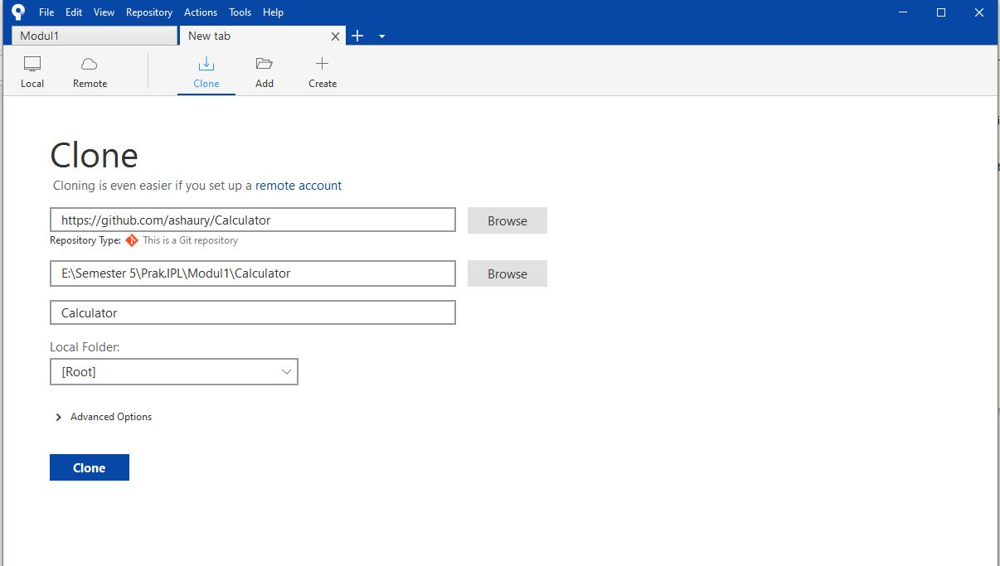 File Edit View Repository Actions Tools Help
Modul1 New tab
Local Remote Clone Add Create
Clone
Cloning is even easier if you set up a remote account
https://github.com/ashaury/Calculator Browse
Repository Type: This is a Git repository
E:\Semester 5\Prak.IPL\Modul1\Calculator Browse
Calculator
Local Folder:
[Root]
Advanced Options
Clone